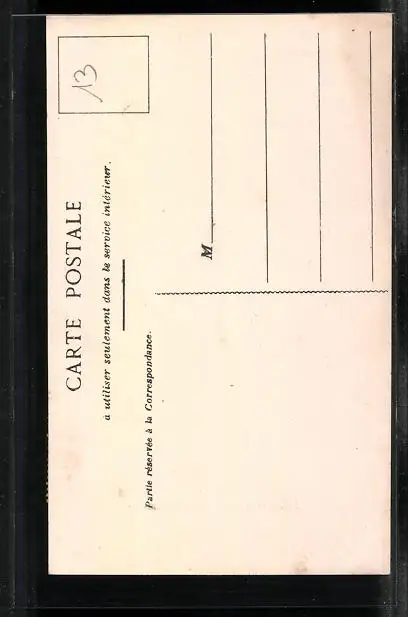 13
CARTE POSTALE
à utiliser seulement dans le service intérieur.
Partie réservée à la Correspondance.
M